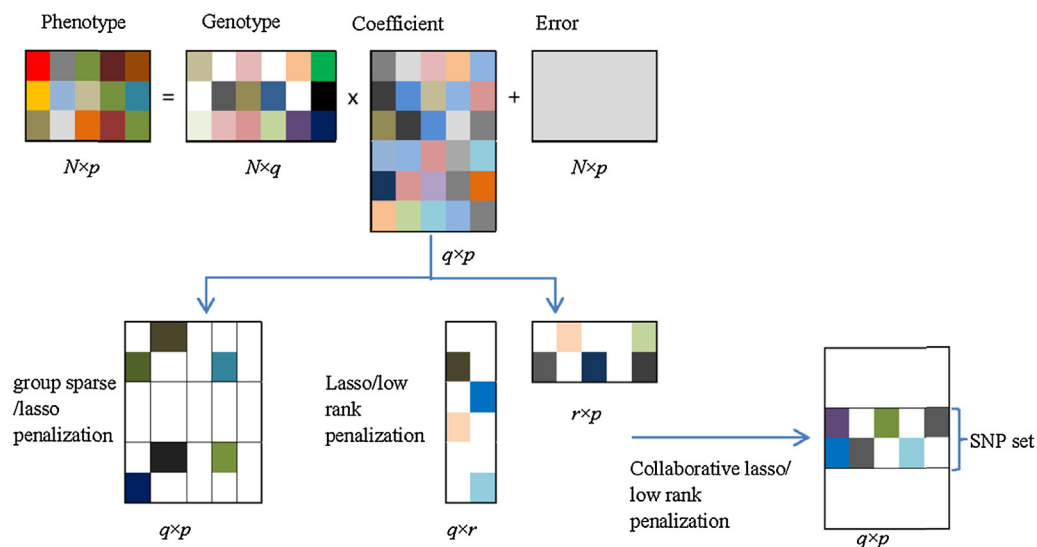 Phenotype
Genotype
Coefficient
Error
=
x
+
N×p
N×q
N×p
q×p
group sparse
/lasso
penalization
Lasso/low
rank
penalization
r×p
Collaborative lasso/
low rank
penalization
SNP set
q×p
q×r
q×p